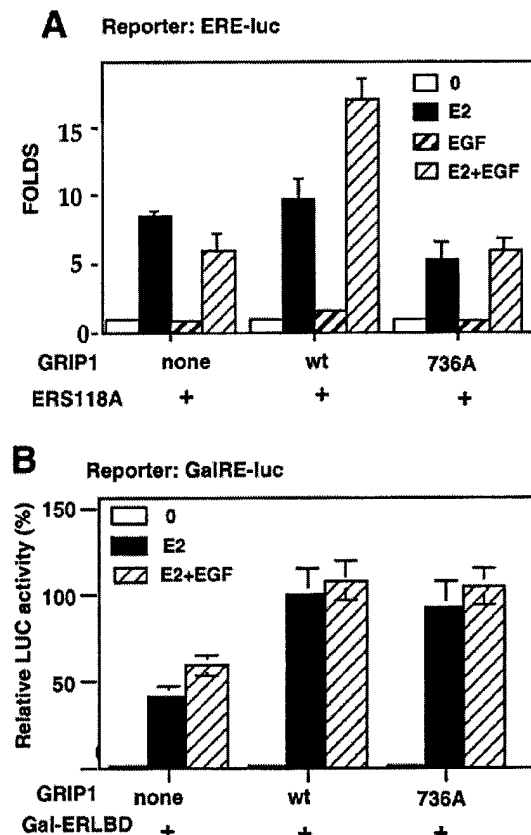 A Reporter: ERE-luc
FOLDS
15
10
5
0
0
E2
EGF
E2+EGF
GRIP1 none wt 736A
ERS118A + + +
B Reporter: GalRE-luc
Relative LUC activity (%)
150
100
50
0
E2
E2+EGF
GRIP1 none wt 736A
Gal-ERLBD + + +